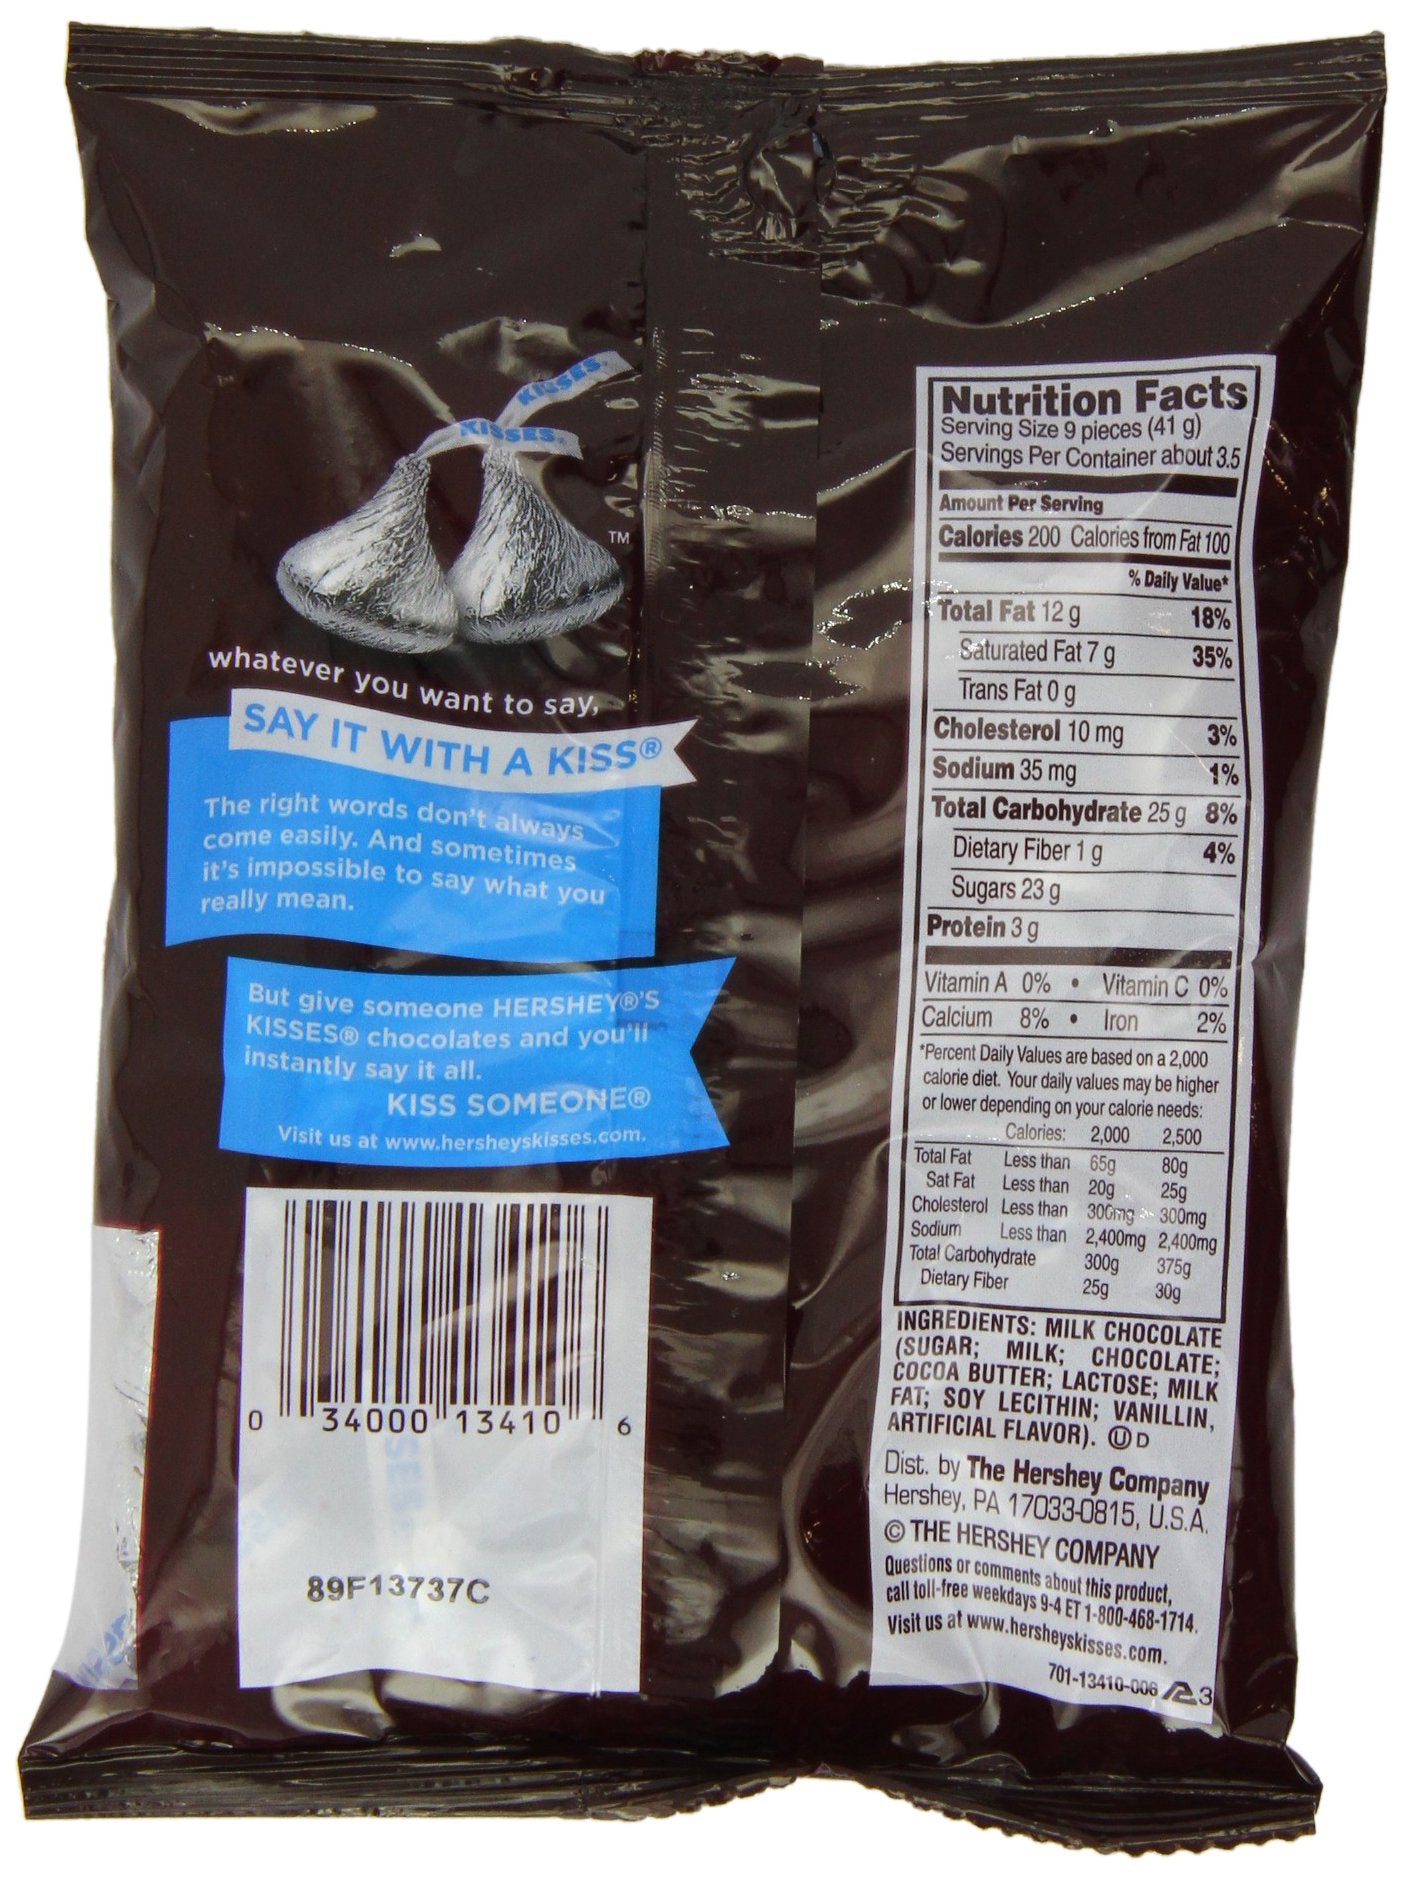 KISSES®
KISSES®
TM
whatever you want to say,
SAY IT WITH A KISS®
The right words don't always
come easily. And sometimes
it's impossible to say what you
really mean.
But give someone HERSHEY®'S
KISSES® chocolates and you'll
instantly say it all.
KISS SOMEONE®
Visit us at www.hersheyskisses.com.
0 34000 13410 6
89F13737C
Nutrition Facts
Serving Size 9 pieces (41 g)
Servings Per Container about 3.5
Amount Per Serving
Calories 200 Calories from Fat 100
% Daily Value*
Total Fat 12 g 18%
Saturated Fat 7 g 35%
Trans Fat 0 g
Cholesterol 10 mg 3%
Sodium 35 mg 1%
Total Carbohydrate 25 g 8%
Dietary Fiber 1 g 4%
Sugars 23 g
Protein 3 g
Vitamin A 0% • Vitamin C 0%
Calcium 8% • Iron 2%
*Percent Daily Values are based on a 2,000
calorie diet. Your daily values may be higher
or lower depending on your calorie needs:
Calories: 2,000 2,500
Total Fat Less than 65g 80g
Sat Fat Less than 20g 25g
Cholesterol Less than 300mg 300mg
Sodium Less than 2,400mg 2,400mg
Total Carbohydrate 300g 375g
Dietary Fiber 25g 30g
INGREDIENTS: MILK CHOCOLATE
(SUGAR; MILK; CHOCOLATE;
COCOA BUTTER; LACTOSE; MILK
FAT; SOY LECITHIN; VANILLIN,
ARTIFICIAL FLAVOR). Ⓤ D
Dist. by The Hershey Company
Hershey, PA 17033-0815, U.S.A.
© THE HERSHEY COMPANY
Questions or comments about this product,
call toll-free weekdays 9-4 ET 1-800-468-1714.
Visit us at www.hersheyskisses.com.
701-13410-006 3